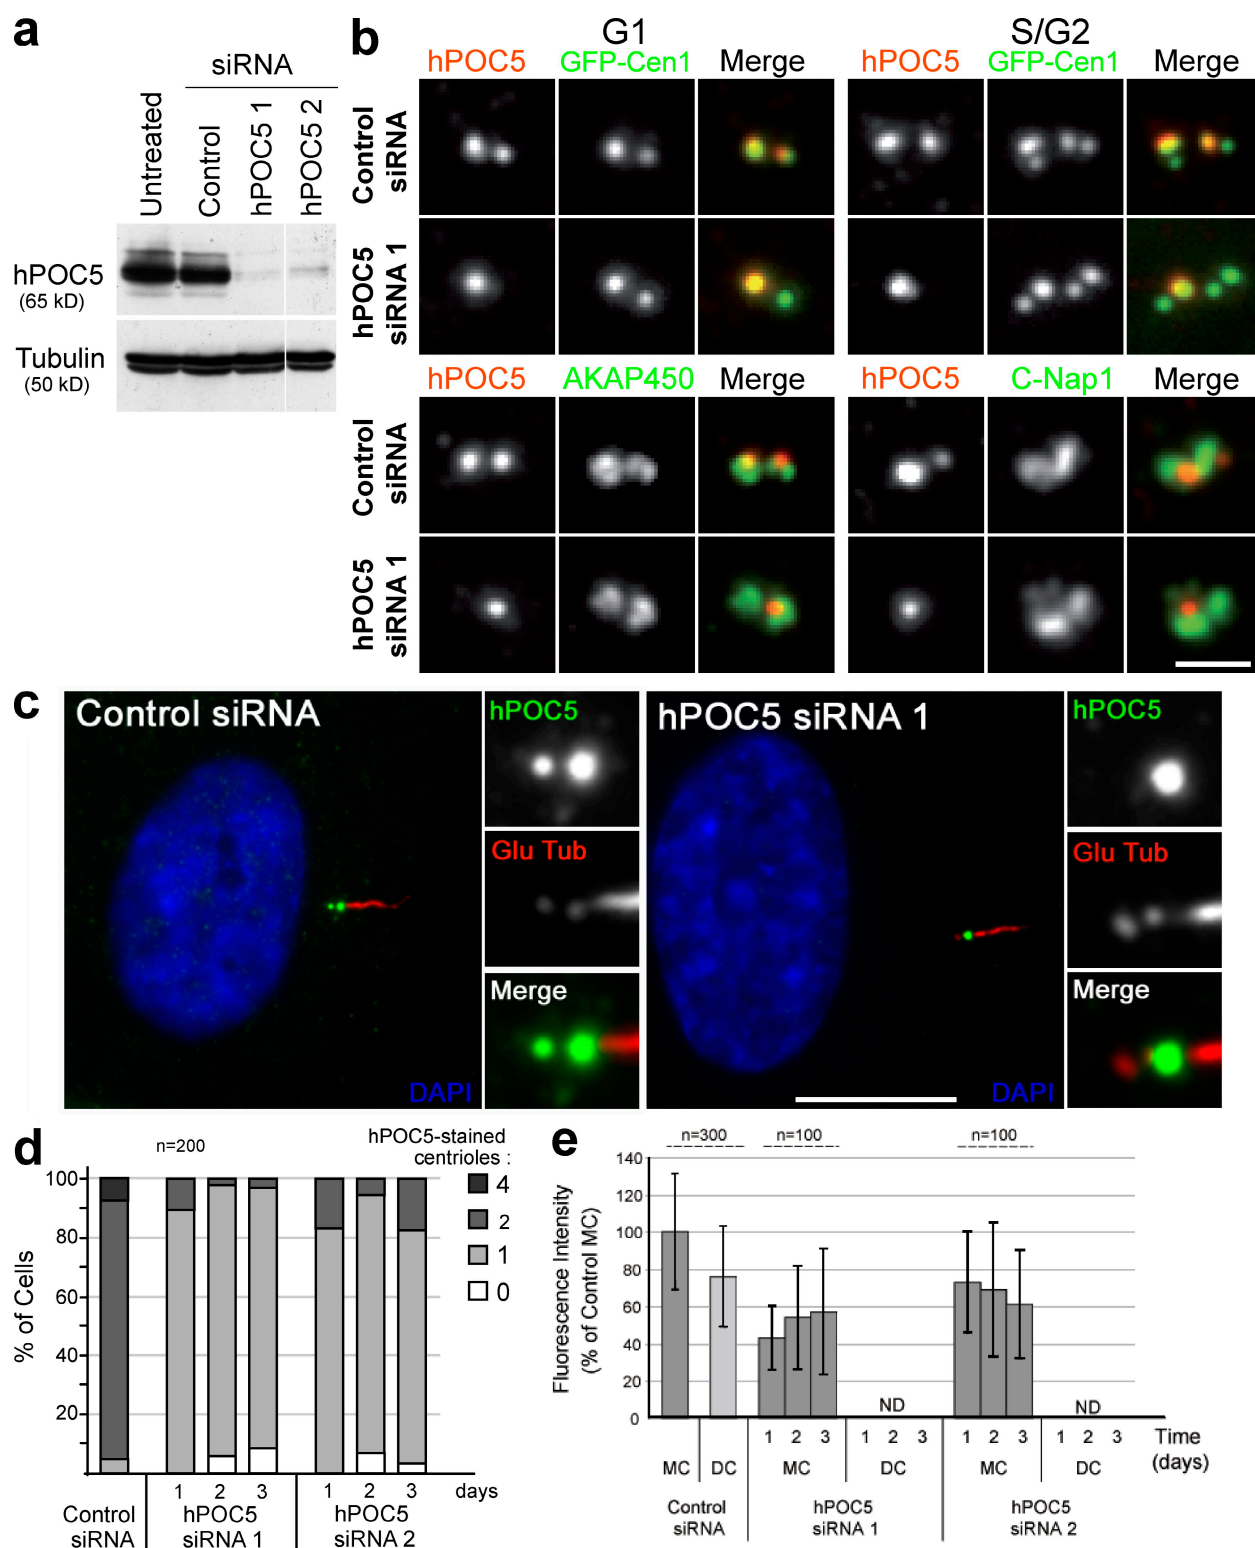 a
siRNA
Untreated
Control
hPOC5 1
hPOC5 2
hPOC5
(65 kD)
Tubulin
(50 kD)
b
G1
S/G2
hPOC5 GFP-Cen1 Merge
hPOC5 GFP-Cen1 Merge
Control
siRNA
hPOC5
siRNA 1
hPOC5 AKAP450 Merge
hPOC5 C-Nap1 Merge
Control
siRNA
hPOC5
siRNA 1
c
Control siRNA
DAPI
hPOC5
Glu Tub
Merge
hPOC5 siRNA 1
DAPI
hPOC5
Glu Tub
Merge
d
n=200
hPOC5-stained
centrioles :
4
2
1
0
% of Cells
100
80
60
40
20
1 2 3
1 2 3
days
Control
siRNA
hPOC5
siRNA 1
hPOC5
siRNA 2
e
n=300
n=100
n=100
Fluorescence Intensity
(% of Control MC)
140
120
100
80
60
40
20
0
ND
ND
1 2 3
1 2 3
1 2 3
1 2 3
Time
(days)
MC
DC
MC
DC
MC
DC
Control
siRNA
hPOC5
siRNA 1
hPOC5
siRNA 2